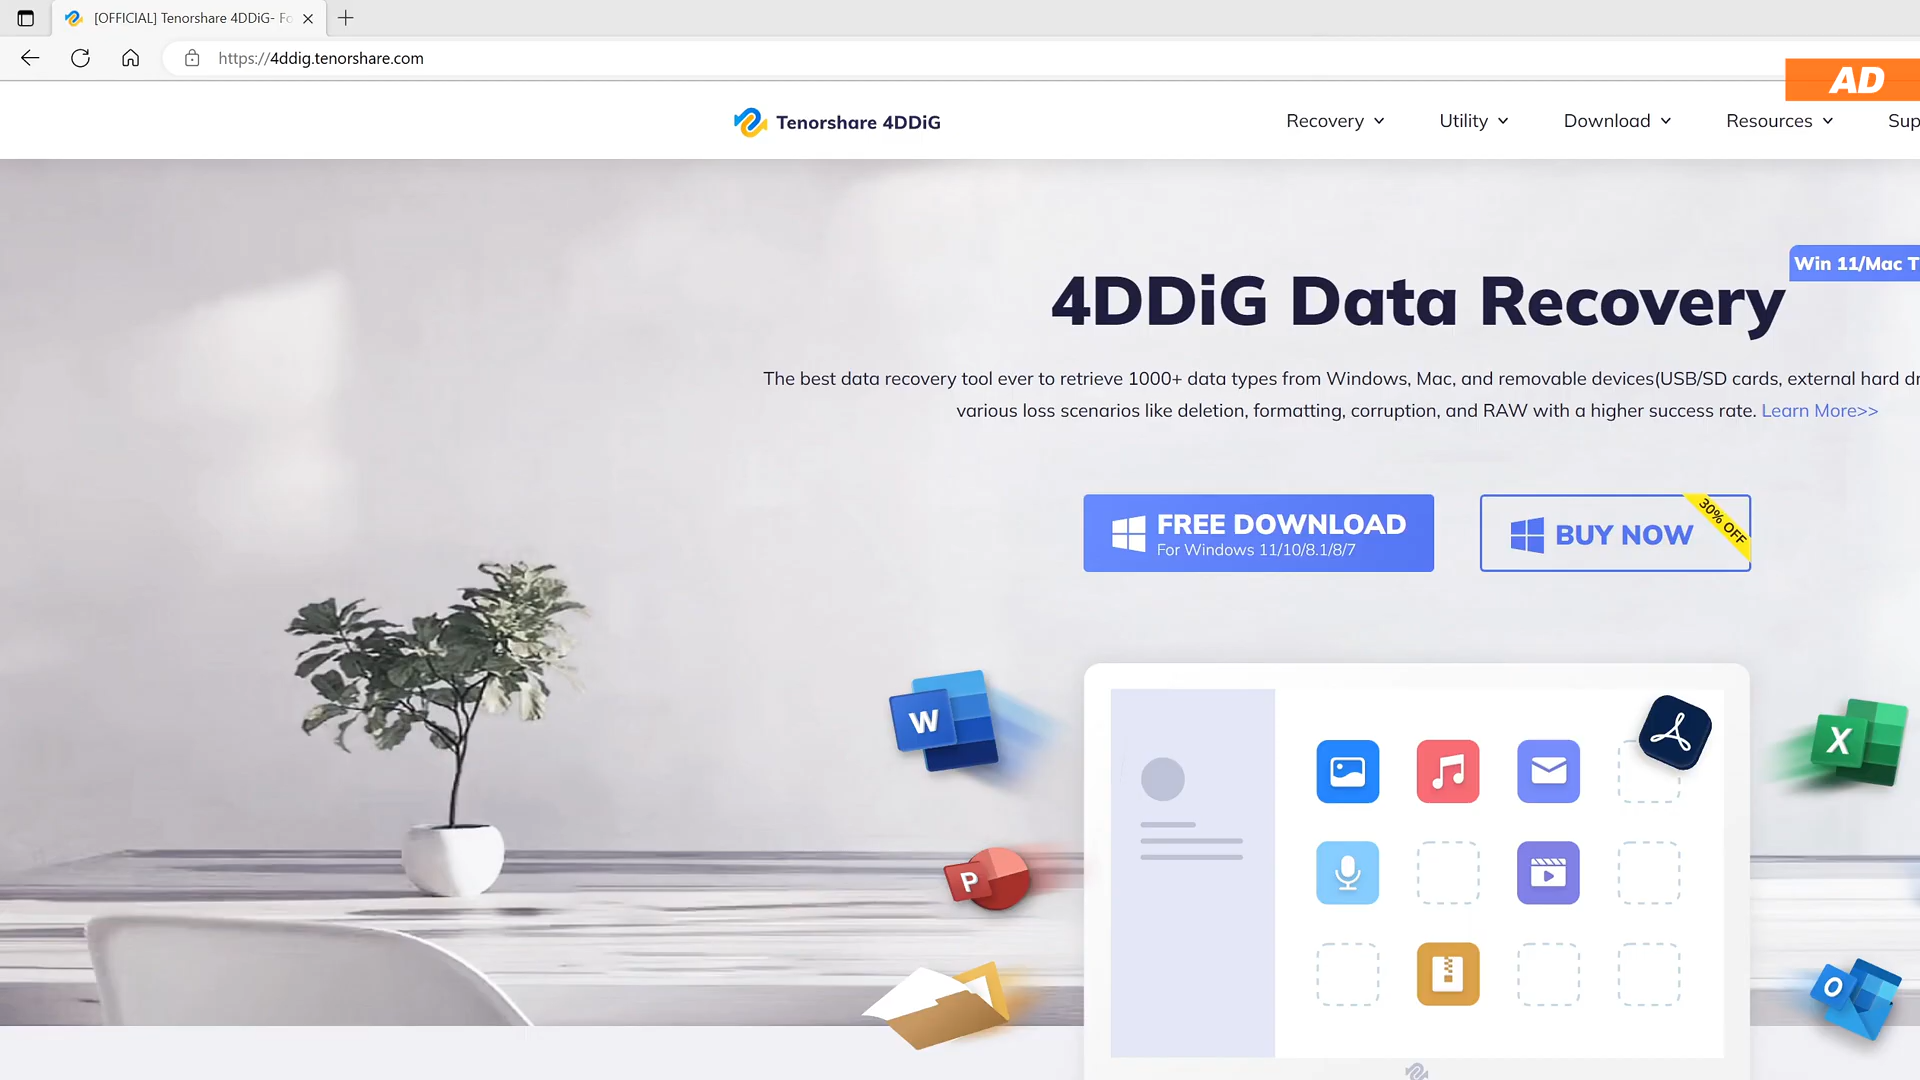 [OFFICIAL] Tenorshare 4DDiG- Fo
https://4ddig.tenorshare.com
AD
Tenorshare 4DDiG
Recovery
Utility
Download
Resources
Sup
Win 11/Mac T
4DDiG Data Recovery
The best data recovery tool ever to retrieve 1000+ data types from Windows, Mac, and removable devices(USB/SD cards, external hard dr
various loss scenarios like deletion, formatting, corruption, and RAW with a higher success rate. Learn More>>
FREE DOWNLOAD
For Windows 11/10/8.1/8/7
BUY NOW
30% OFF
W
X
P
O